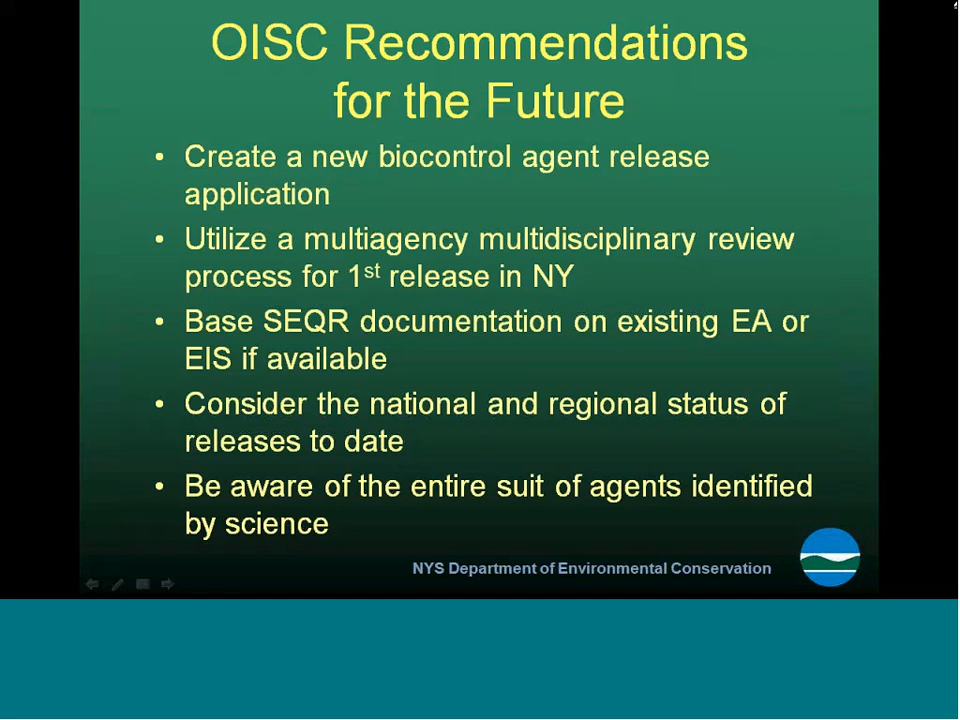 OISC Recommendations
for the Future
• Create a new biocontrol agent release
application
• Utilize a multiagency multidisciplinary review
process for 1st release in NY
• Base SEQR documentation on existing EA or
EIS if available
• Consider the national and regional status of
releases to date
• Be aware of the entire suit of agents identified
by science
NYS Department of Environmental Conservation